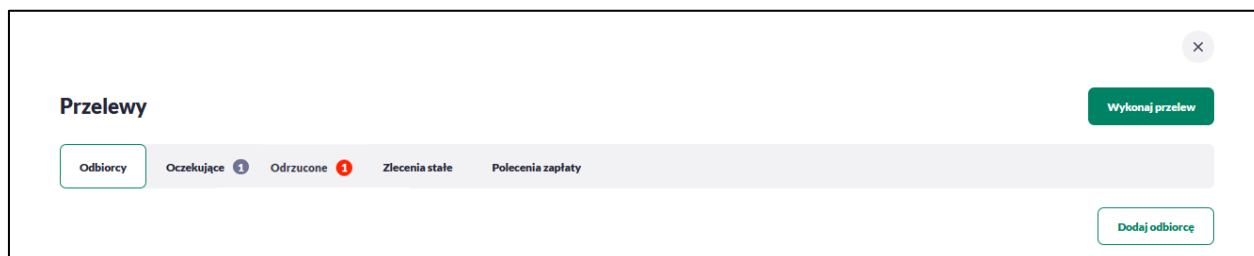 Przelewy
Wykonaj przelew
Odbiorcy Oczekujące 1 Odrzucone 1 Zlecenia stałe Polecenia zapłaty
Dodaj odbiorcę